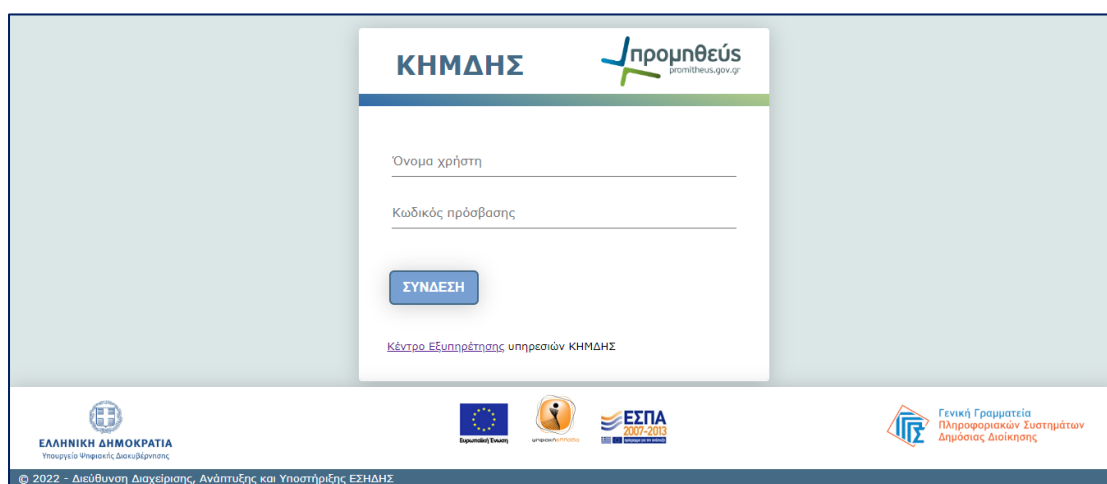 ΚΗΜΔΗΣ
προμηθεύς
promitheus.gov.gr
Όνομα χρήστη
Κωδικός πρόσβασης
ΣΥΝΔΕΣΗ
Κέντρο Εξυπηρέτησης υπηρεσιών ΚΗΜΔΗΣ
ΕΛΛΗΝΙΚΗ ΔΗΜΟΚΡΑΤΙΑ
Υπουργείο Ψηφιακής Διακυβέρνησης
Ευρωπαϊκή Ένωση
ψηφιακήελλάδα
ΕΣΠΑ
2007-2013
Γενική Γραμματεία
Πληροφοριακών Συστημάτων
Δημόσιας Διοίκησης
© 2022 - Διεύθυνση Διαχείρισης, Ανάπτυξης και Υποστήριξης ΕΣΗΔΗΣ